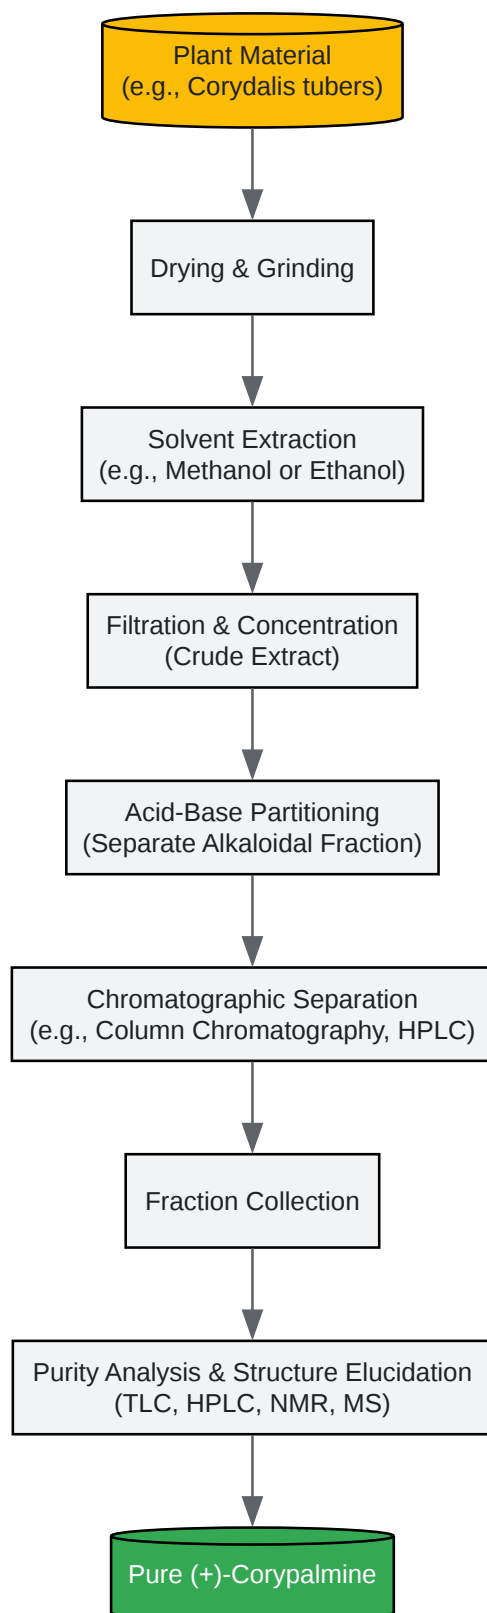 Plant Material
(e.g., Corydalis tubers)
Drying & Grinding
Solvent Extraction
(e.g., Methanol or Ethanol)
Filtration & Concentration
(Crude Extract)
Acid-Base Partitioning
(Separate Alkaloidal Fraction)
Chromatographic Separation
(e.g., Column Chromatography, HPLC)
Fraction Collection
Purity Analysis & Structure Elucidation
(TLC, HPLC, NMR, MS)
Pure (+)-Corypalmine